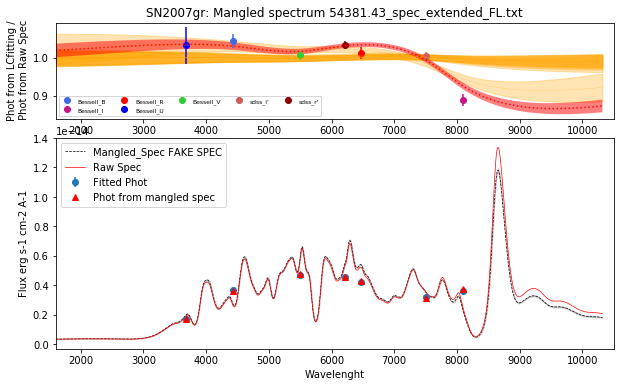 SN2007gr: Mangled spectrum 54381.43_spec_extended_FL.txt
Phot from LCfitting /
Phot from Raw Spec
1.0
0.9
Bessell_B
Bessell_I
Bessell_R
Bessell_U
Bessell_V
sdss_i'
sdss_r'
2000 3000 4000 5000 6000 7000 8000 9000 10000
1e−14
Flux erg s-1 cm-2 A-1
1.4
1.2
1.0
0.8
0.6
0.4
0.2
0.0
Mangled_Spec FAKE SPEC
Raw Spec
Fitted Phot
Phot from mangled spec
2000 3000 4000 5000 6000 7000 8000 9000 10000
Wavelenght